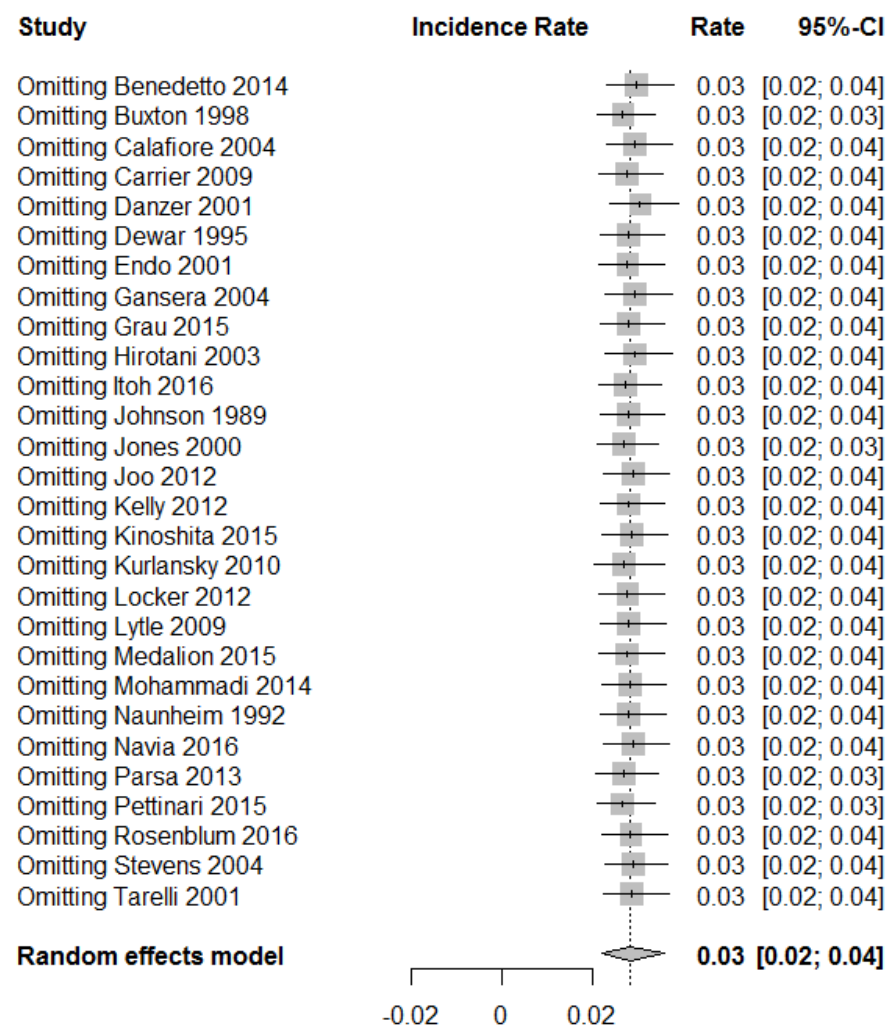 Study Incidence Rate Rate 95%-CI
Omitting Benedetto 2014 0.03 [0.02; 0.04]
Omitting Buxton 1998 0.03 [0.02; 0.03]
Omitting Calafiore 2004 0.03 [0.02; 0.04]
Omitting Carrier 2009 0.03 [0.02; 0.04]
Omitting Danzer 2001 0.03 [0.02; 0.04]
Omitting Dewar 1995 0.03 [0.02; 0.04]
Omitting Endo 2001 0.03 [0.02; 0.04]
Omitting Gansera 2004 0.03 [0.02; 0.04]
Omitting Grau 2015 0.03 [0.02; 0.04]
Omitting Hirotani 2003 0.03 [0.02; 0.04]
Omitting Itoh 2016 0.03 [0.02; 0.04]
Omitting Johnson 1989 0.03 [0.02; 0.04]
Omitting Jones 2000 0.03 [0.02; 0.03]
Omitting Joo 2012 0.03 [0.02; 0.04]
Omitting Kelly 2012 0.03 [0.02; 0.04]
Omitting Kinoshita 2015 0.03 [0.02; 0.04]
Omitting Kurlansky 2010 0.03 [0.02; 0.04]
Omitting Locker 2012 0.03 [0.02; 0.04]
Omitting Lytle 2009 0.03 [0.02; 0.04]
Omitting Medalion 2015 0.03 [0.02; 0.04]
Omitting Mohammadi 2014 0.03 [0.02; 0.04]
Omitting Naunheim 1992 0.03 [0.02; 0.04]
Omitting Navia 2016 0.03 [0.02; 0.04]
Omitting Parsa 2013 0.03 [0.02; 0.03]
Omitting Pettinari 2015 0.03 [0.02; 0.03]
Omitting Rosenblum 2016 0.03 [0.02; 0.04]
Omitting Stevens 2004 0.03 [0.02; 0.04]
Omitting Tarelli 2001 0.03 [0.02; 0.04]
Random effects model 0.03 [0.02; 0.04]
-0.02 0 0.02